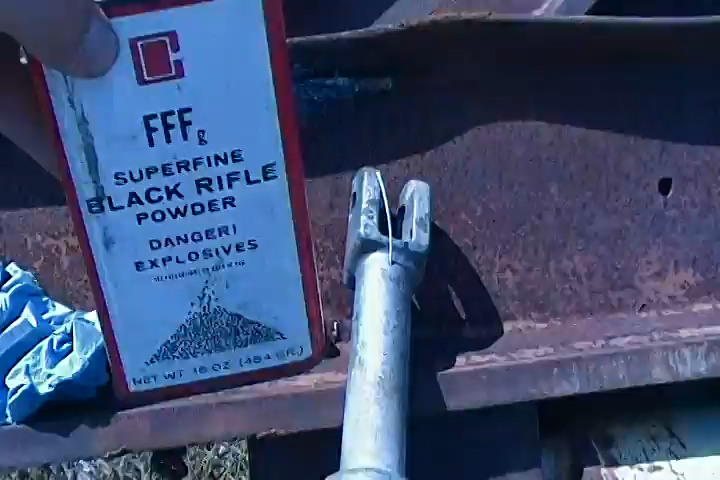 FFFg
SUPERFINE
BLACK RIFLE
POWDER
DANGER!
EXPLOSIVES
NET WT 16 OZ (454 GR.)